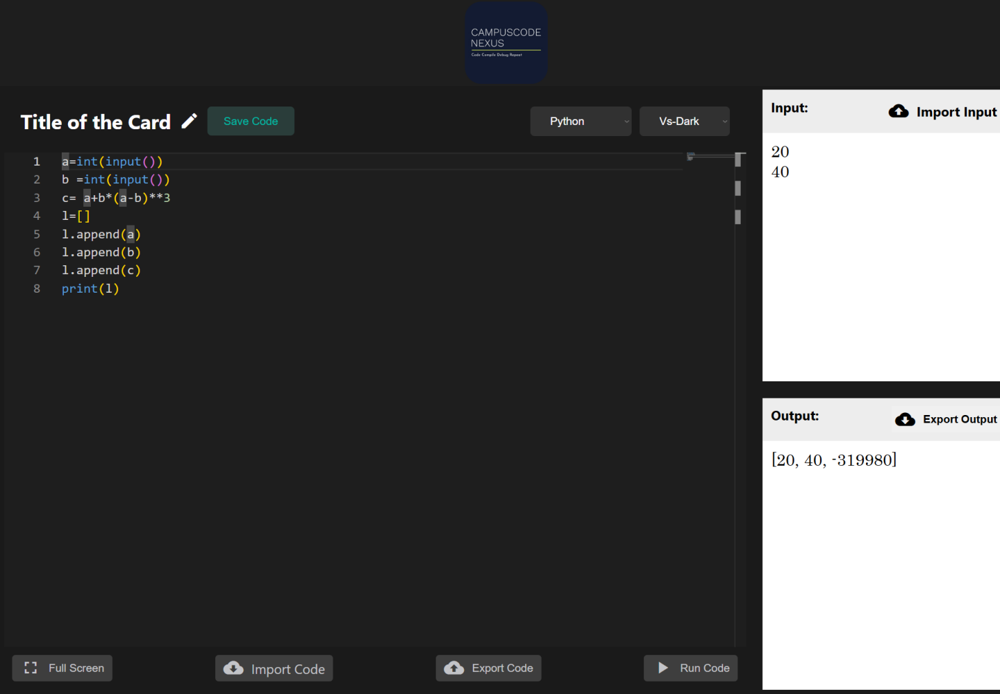 CAMPUSCODE
NEXUS
Code Compile Debug Repeat
Title of the Card
Save Code
Python
Vs-Dark
1 a=int(input())
2 b =int(input())
3 c= a+b*(a-b)**3
4 l=[]
5 l.append(a)
6 l.append(b)
7 l.append(c)
8 print(l)
Full Screen
Import Code
Export Code
Run Code
Input:
Import Input
20
40
Output:
Export Output
[20, 40, -319980]